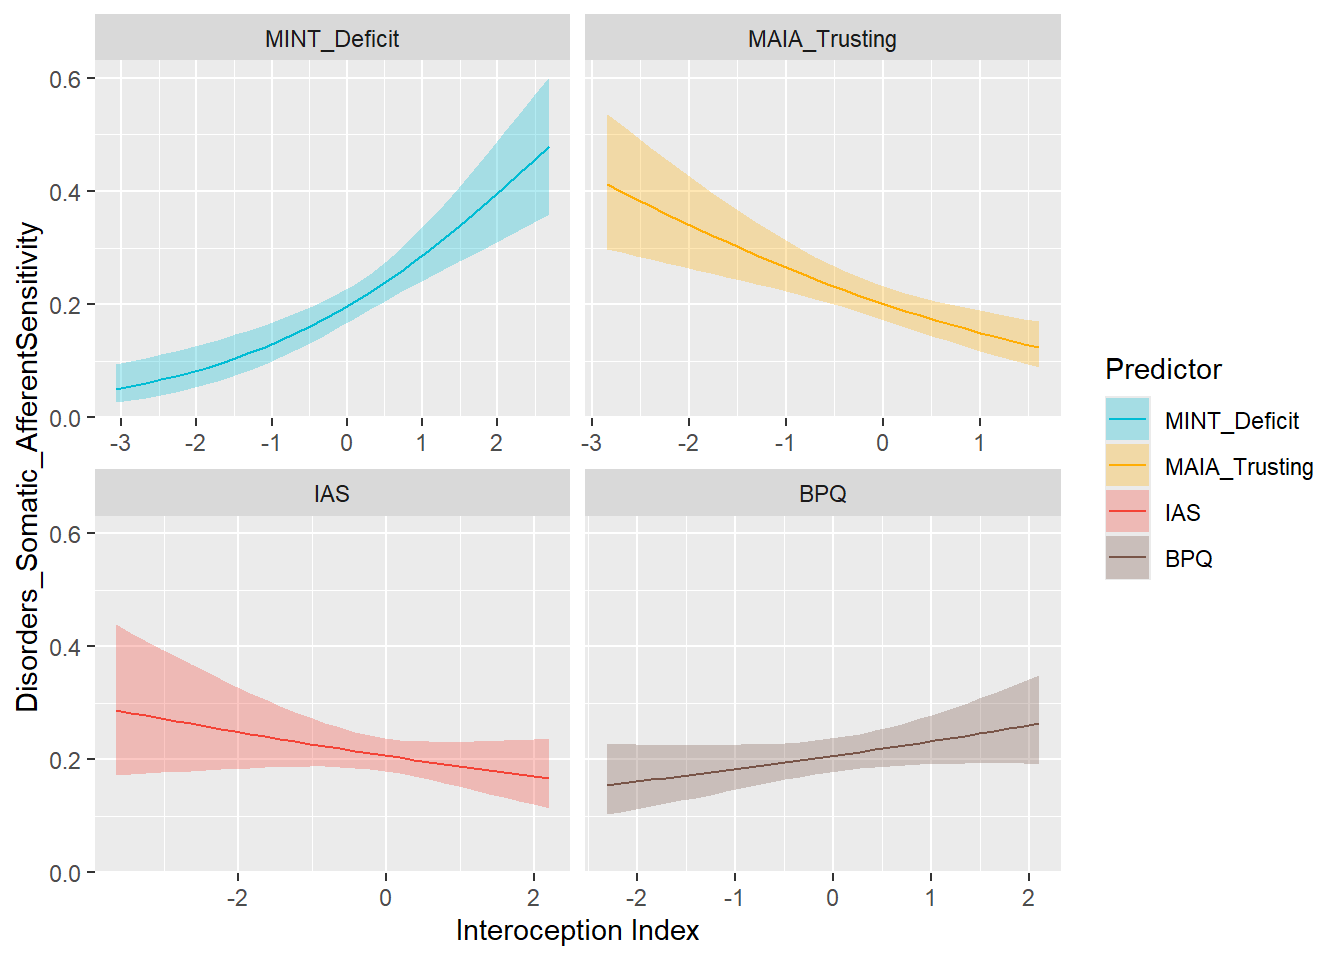 MINT_Deficit
MAIA_Trusting
0.6
0.4
0.2
0.0
-3 -2 -1 0 1 2
-3 -2 -1 0 1
IAS
BPQ
0.6
0.4
0.2
0.0
-2 0 2
-2 -1 0 1 2
Interoception Index
Disorders_Somatic_AfferentSensitivity
Predictor
MINT_Deficit
MAIA_Trusting
IAS
BPQ